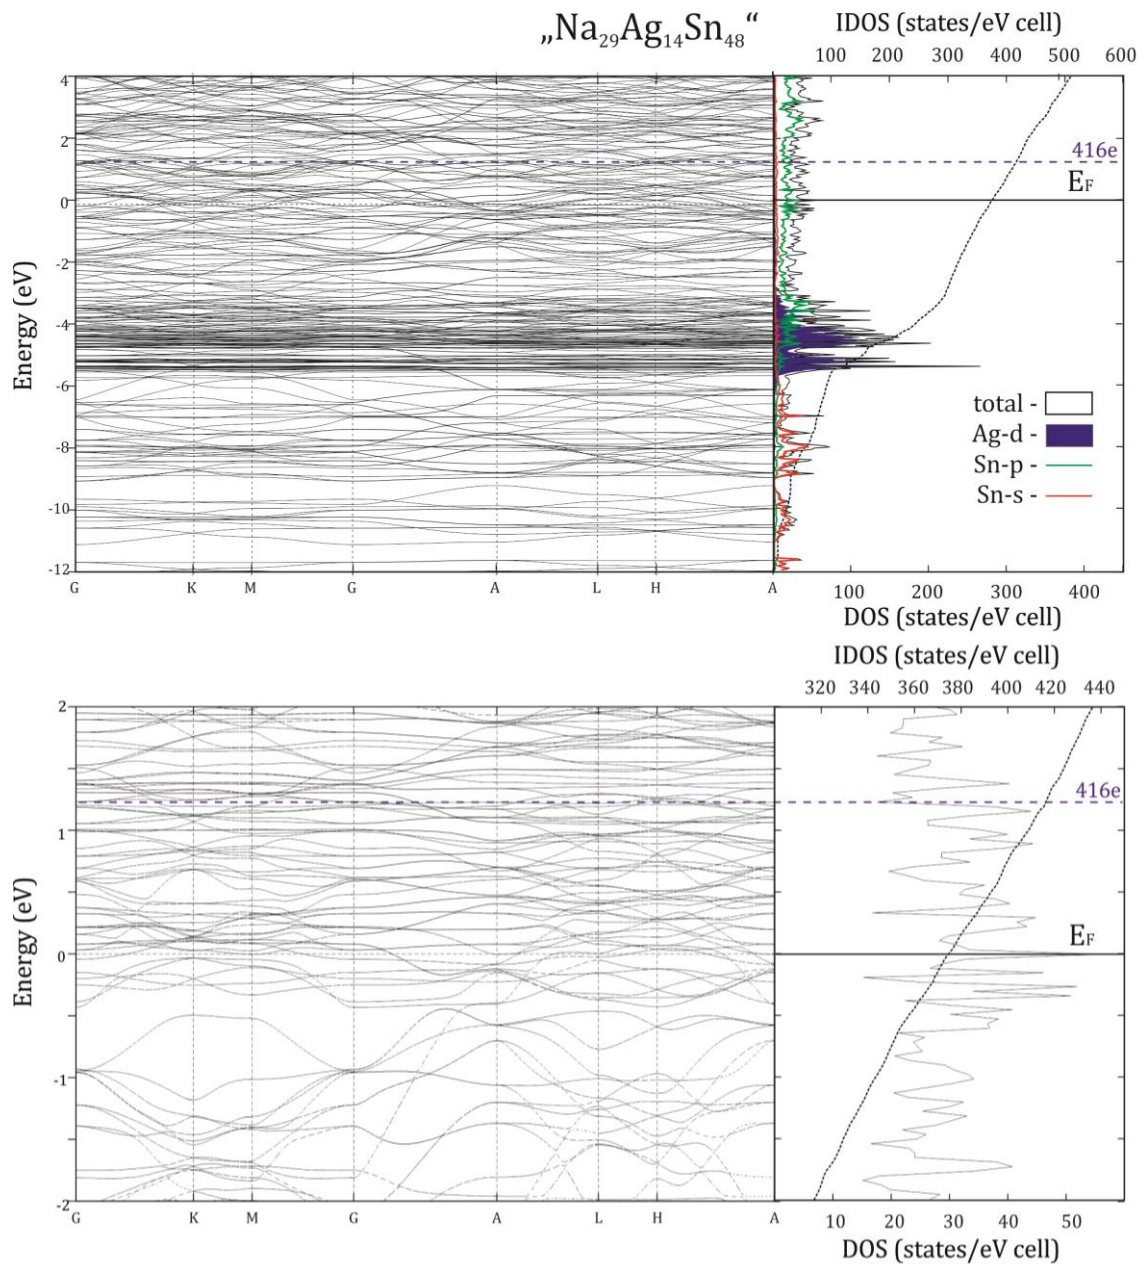 „Na₂₉Ag₁₄Sn₄₈“
IDOS (states/eV cell)
100 200 300 400 500 600
4
2
0
-2
-4
-6
-8
-10
-12
Energy (eV)
416e
E_F
total -
Ag-d -
Sn-p -
Sn-s -
G K M G A L H A
100 200 300 400
DOS (states/eV cell)
IDOS (states/eV cell)
320 340 360 380 400 420 440
2
1
0
-1
-2
Energy (eV)
416e
E_F
G K M G A L H A
10 20 30 40 50
DOS (states/eV cell)